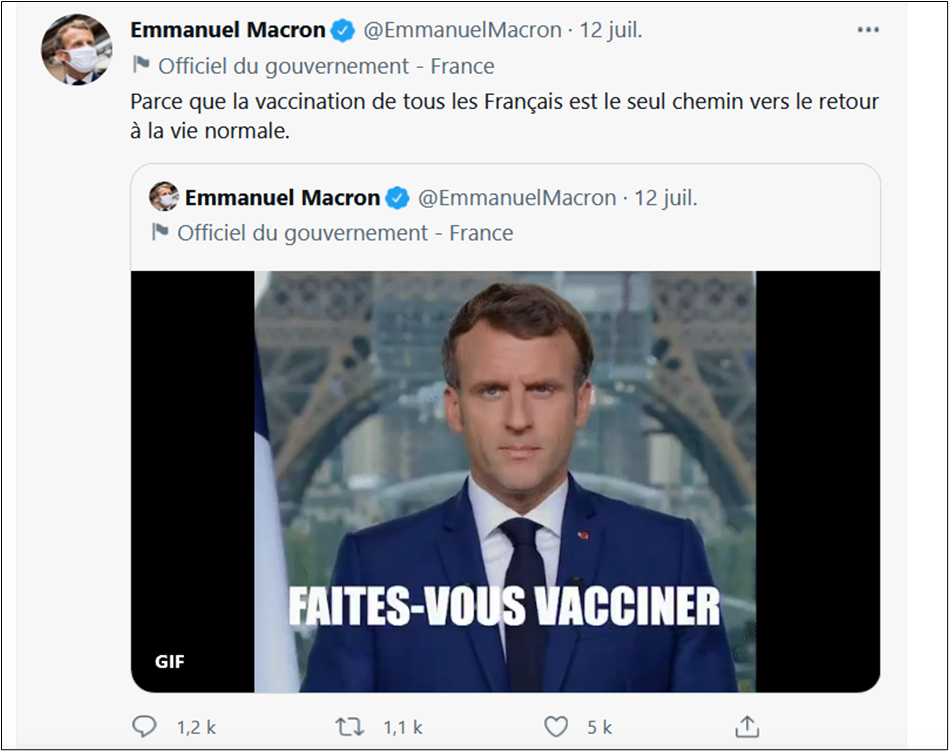 Emmanuel Macron @EmmanuelMacron · 12 juil.
Officiel du gouvernement - France
Parce que la vaccination de tous les Français est le seul chemin vers le retour
à la vie normale.
Emmanuel Macron @EmmanuelMacron · 12 juil.
Officiel du gouvernement - France
FAITES-VOUS VACCINER
GIF
1,2 k 1,1 k 5 k